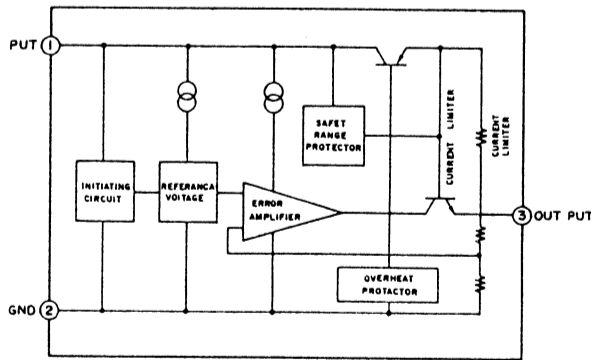 PUT 1
SAFET
RANGE
PROTECTOR
CURRENT LIMITER
CURRENT
LIMITER
INITIATING
CIRCUIT
REFERANCA
VOLTAGE
ERROR
AMPLIFIER
3 OUT PUT
OVERHEAT
PROTACTOR
GND 2